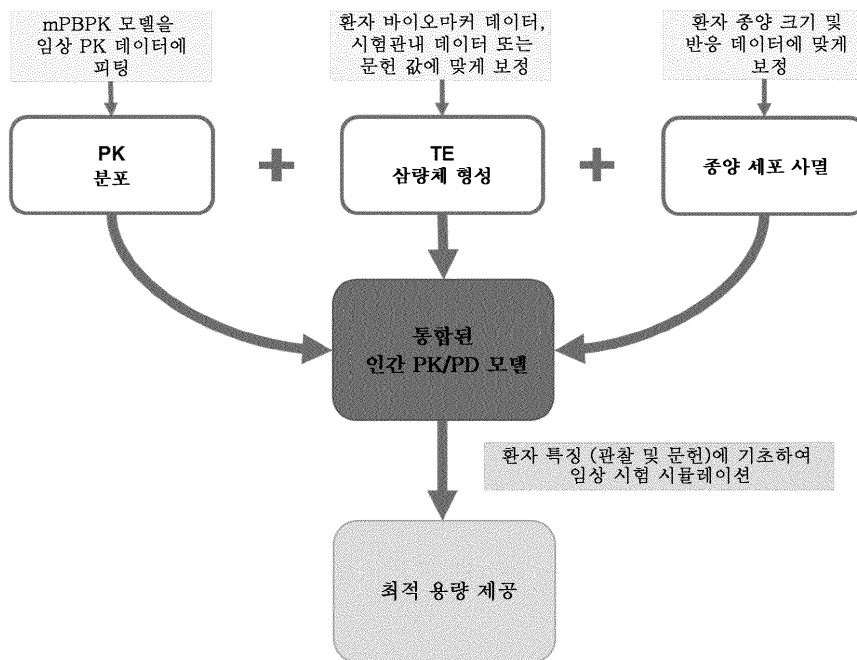 mPBPK 모델을
임상 PK 데이터에
피팅
환자 바이오마커 데이터,
시험관내 데이터 또는
문헌 값에 맞게 보정
환자 종양 크기 및
반응 데이터에 맞게
보정
PK
분포
+
TE
삼량체 형성
+
종양 세포 사멸
통합된
인간 PK/PD 모델
환자 특징 (관찰 및 문헌)에 기초하여
임상 시험 시뮬레이션
최적 용량 제공